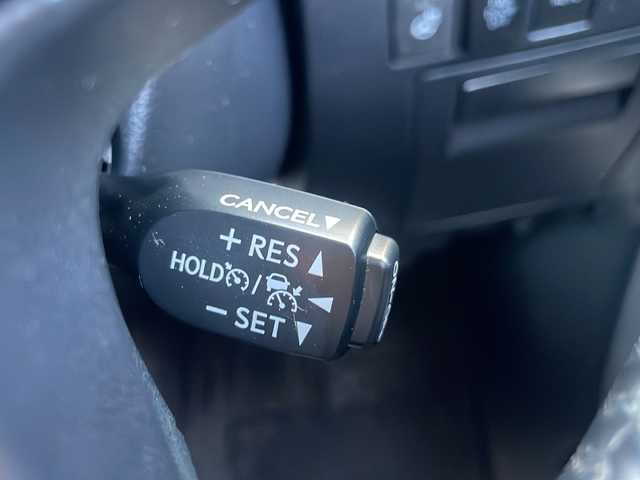 CANCEL
+ RES
HOLD /
− SET